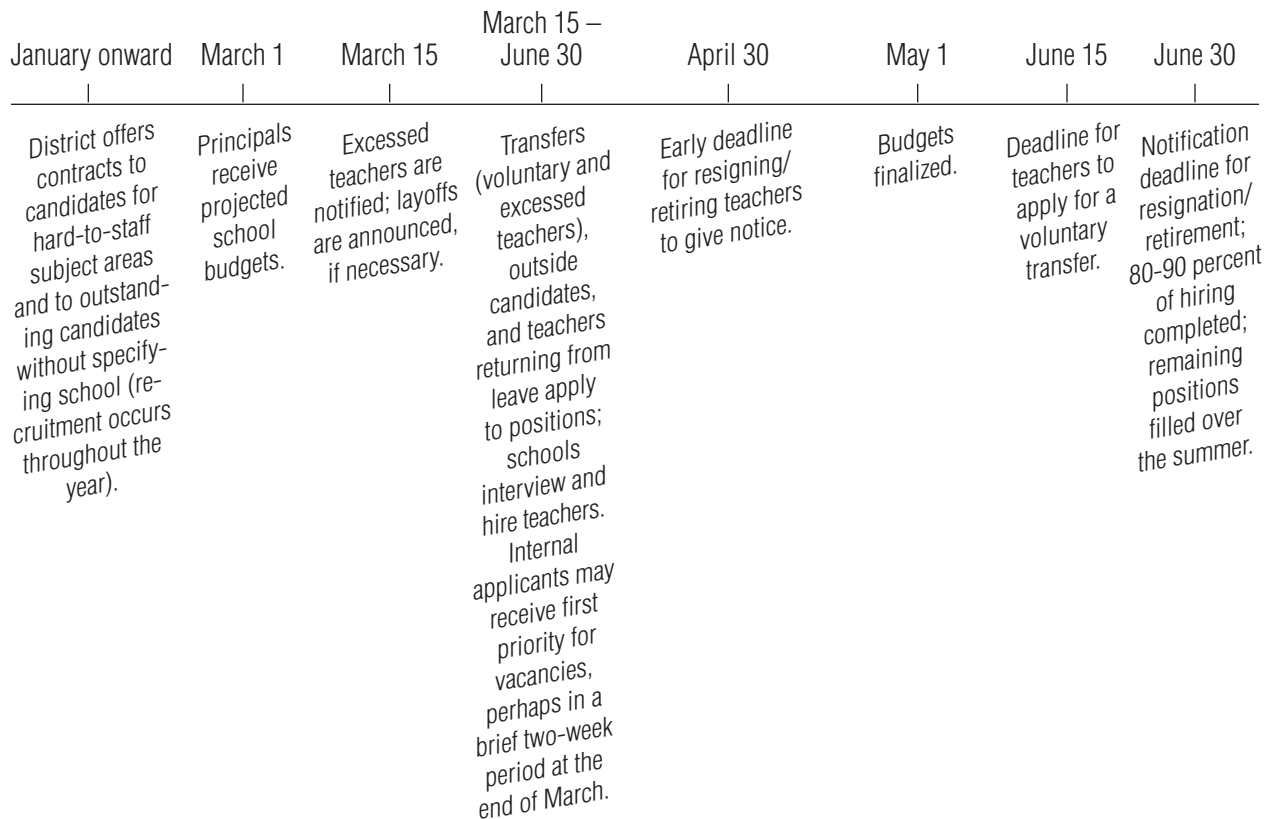 January onward
District offers
contracts to
candidates for
hard-to-staff
subject areas
and to outstand-
ing candidates
without specify-
ing school (re-
cruitment occurs
throughout the
year).
March 1
Principals
receive
projected
school
budgets.
March 15
Excessed
teachers are
notified; layoffs
are announced,
if necessary.
March 15 –
June 30
Transfers
(voluntary and
excessed
teachers),
outside
candidates,
and teachers
returning from
leave apply
to positions;
schools
interview and
hire teachers.
Internal
applicants may
receive first
priority for
vacancies,
perhaps in a
brief two-week
period at the
end of March.
April 30
Early deadline
for resigning/
retiring teachers
to give notice.
May 1
Budgets
finalized.
June 15
Deadline for
teachers to
apply for a
voluntary
transfer.
June 30
Notification
deadline for
resignation/
retirement;
80-90 percent
of hiring
completed;
remaining
positions
filled over
the summer.